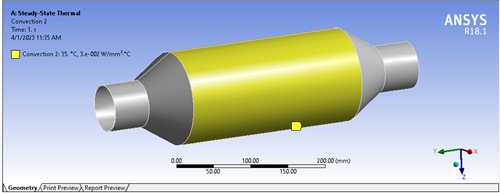 A: Steady-State Thermal
Convection 2
Time: 1. s
4/1/2023 11:35 AM
Convection 2: 35. °C, 3.e-002 W/mm²·°C
ANSYS
R18.1
0.00 100.00 200.00 (mm)
50.00 150.00
Y X
Z
Geometry Print Preview Report Preview